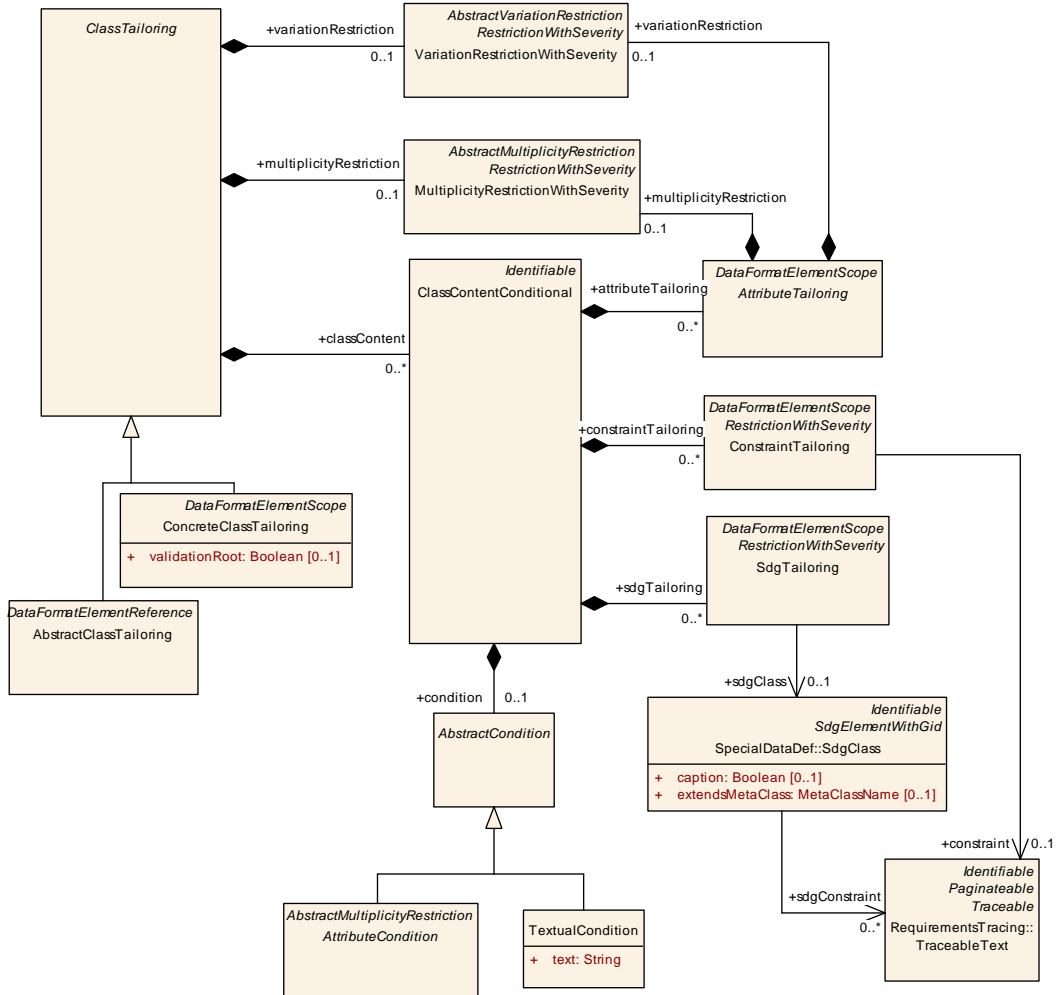 ClassTailoring
+variationRestriction
0..1
AbstractVariationRestriction
RestrictionWithSeverity
VariationRestrictionWithSeverity
+variationRestriction
0..1
+multiplicityRestriction
0..1
AbstractMultiplicityRestriction
RestrictionWithSeverity
MultiplicityRestrictionWithSeverity
+multiplicityRestriction
0..1
Identifiable
ClassContentConditional
+attributeTailoring
0..*
DataFormatElementScope
AttributeTailoring
+classContent
0..*
+constraintTailoring
0..*
DataFormatElementScope
RestrictionWithSeverity
ConstraintTailoring
DataFormatElementScope
ConcreteClassTailoring
+ validationRoot: Boolean [0..1]
DataFormatElementScope
RestrictionWithSeverity
SdgTailoring
+sdgTailoring
0..*
DataFormatElementReference
AbstractClassTailoring
+sdgClass
0..1
+condition
0..1
AbstractCondition
Identifiable
SdgElementWithGid
SpecialDataDef::SdgClass
+ caption: Boolean [0..1]
+ extendsMetaClass: MetaClassName [0..1]
+constraint
0..1
+sdgConstraint
0..*
Identifiable
Paginateable
Traceable
RequirementsTracing::
TraceableText
AbstractMultiplicityRestriction
AttributeCondition
TextualCondition
+ text: String